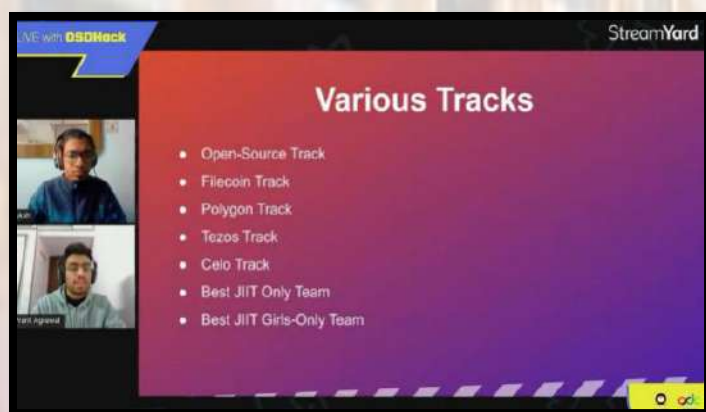 LIVE with OSDHack
StreamYard
Various Tracks
Open-Source Track
Filecoin Track
Polygon Track
Tezos Track
Celo Track
Best JIIT Only Team
Best JIIT Girls-Only Team
Agrawal